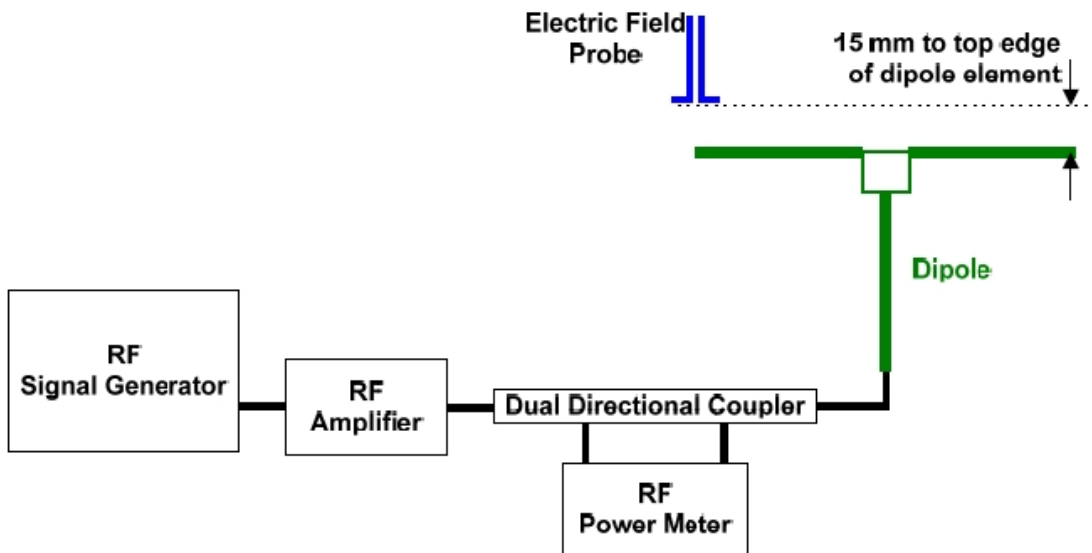 Electric Field
Probe
15 mm to top edge
of dipole element
Dipole
RF
Signal Generator
RF
Amplifier
Dual Directional Coupler
RF
Power Meter